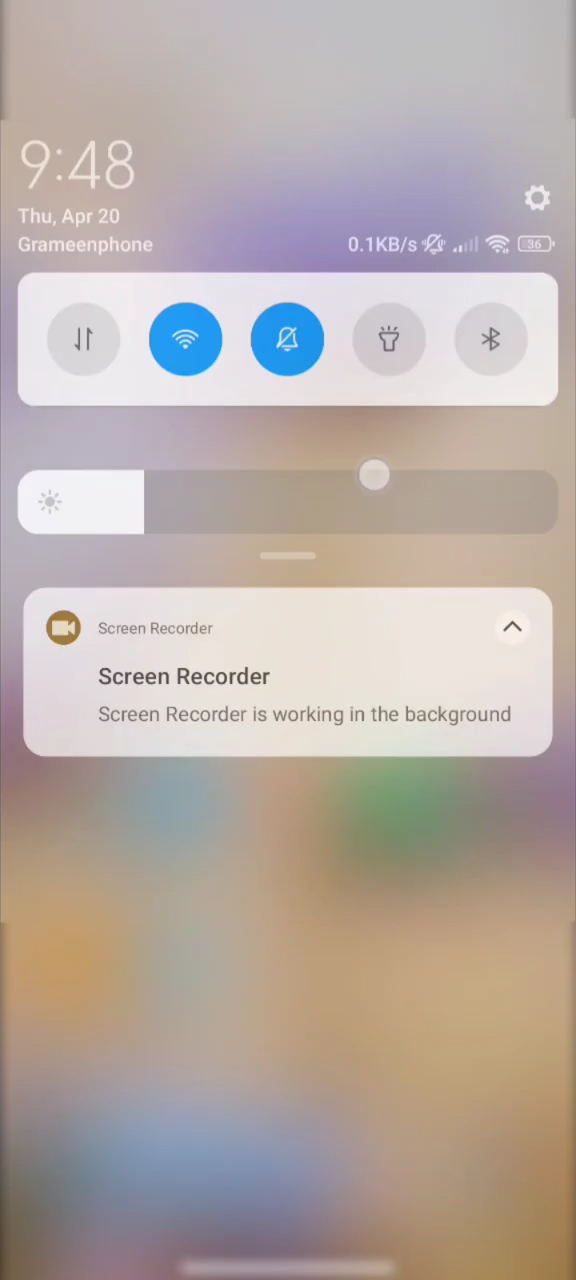 9:48
Thu, Apr 20
Grameenphone 0.1KB/s 36
Screen Recorder
Screen Recorder
Screen Recorder is working in the background